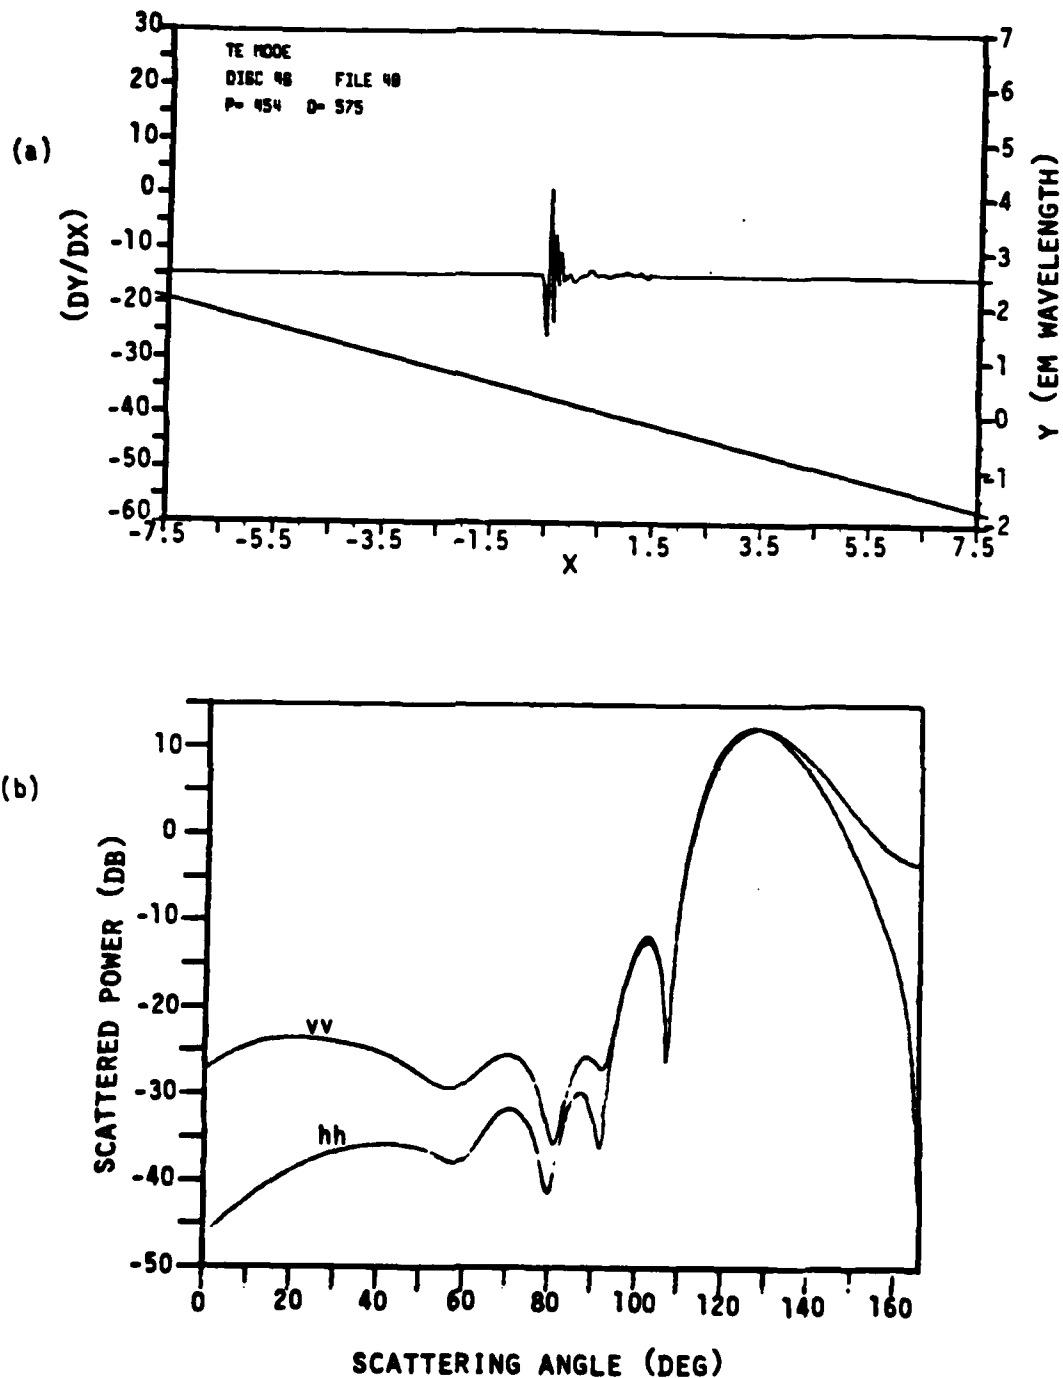 (a)
TE MODE
DISC 46 FILE 40
P= 454 D= 575
(DY/DX)
30
20
10
0
-10
-20
-30
-40
-50
-60
Y (EM WAVELENGTH)
7
6
5
4
3
2
1
0
-1
-2
-7.5 -5.5 -3.5 -1.5 1.5 3.5 5.5 7.5
X
(b)
SCATTERED POWER (DB)
10
0
-10
-20
-30
-40
-50
vv
hh
0 20 40 60 80 100 120 140 160
SCATTERING ANGLE (DEG)